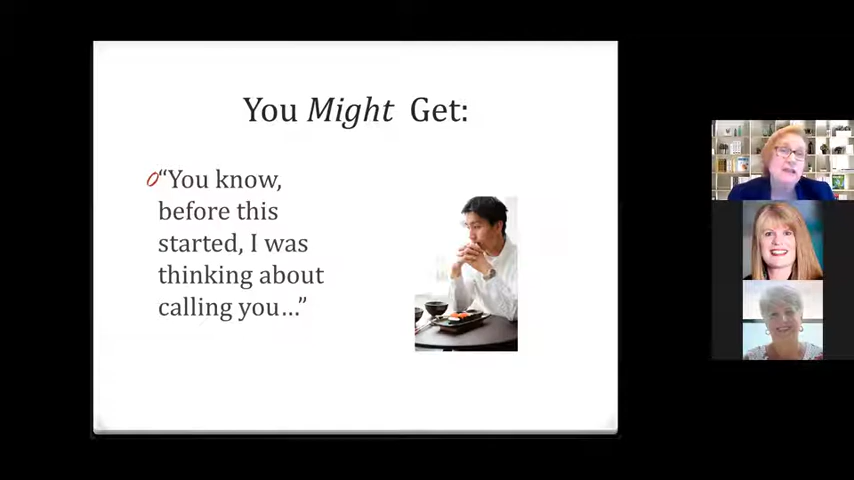 You Might Get:
“You know,
before this
started, I was
thinking about
calling you...”